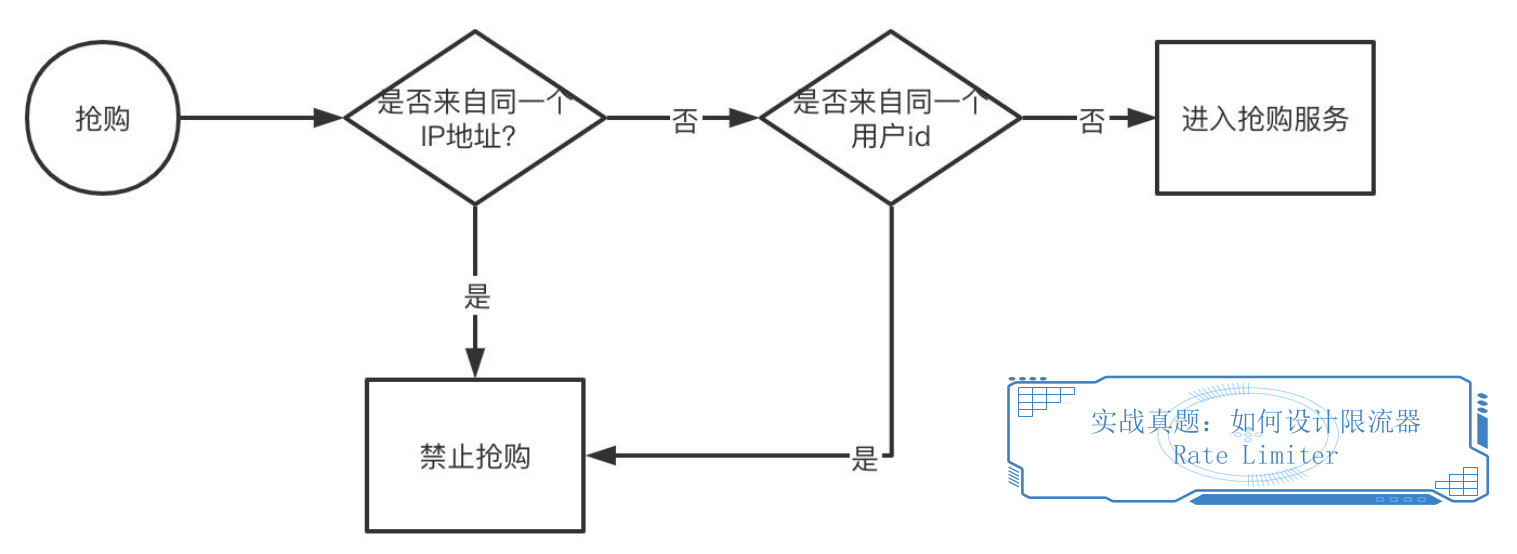 抢购
是否来自同一个
IP地址?
否
是否来自同一个
用户id
否
进入抢购服务
是
禁止抢购
是
实战真题：如何设计限流器
Rate Limiter